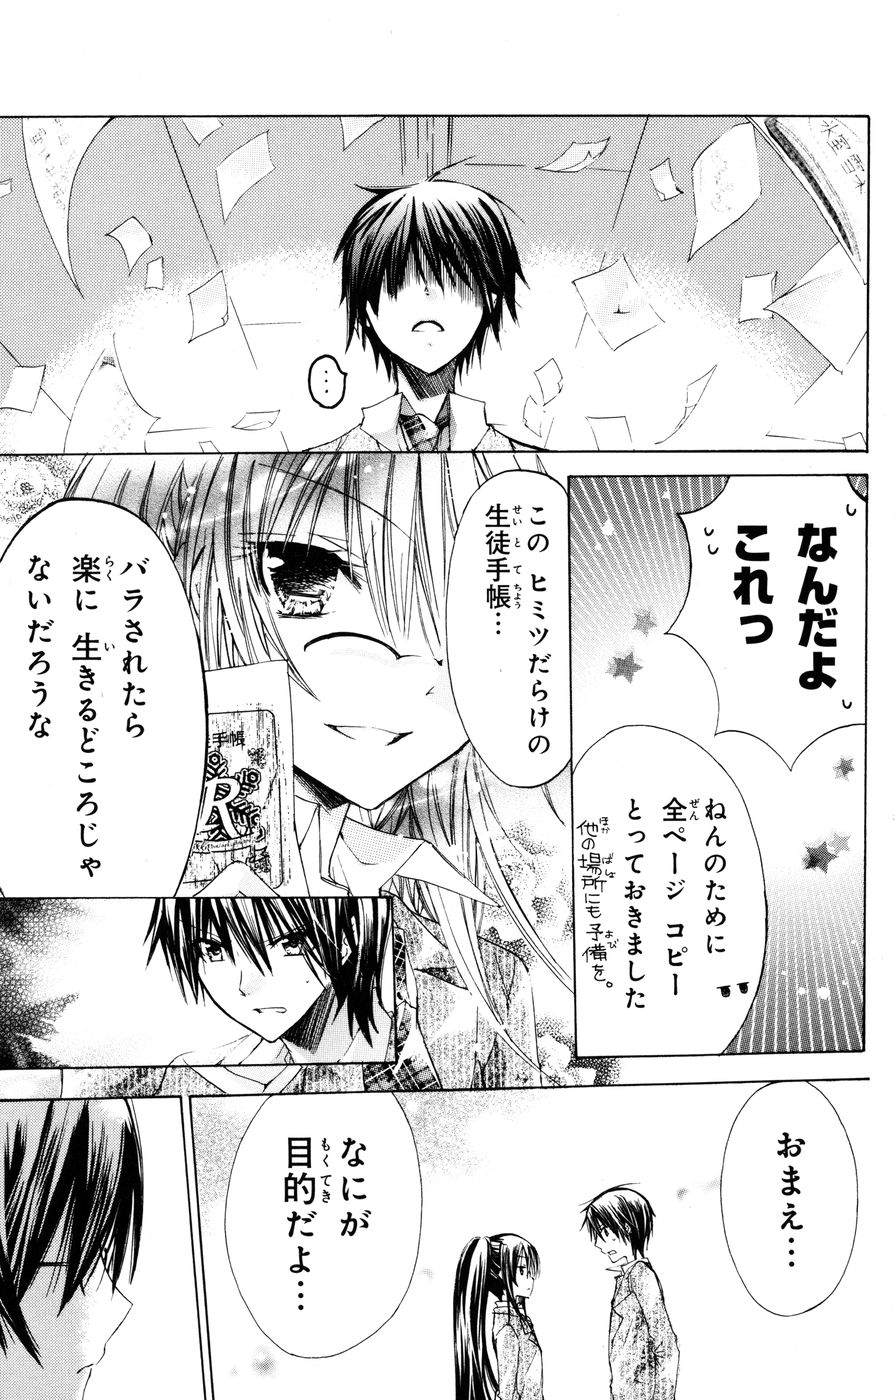 …
なんだよ
これっ
ねんのために
全ページ コピー
とっておきました
他の場所にも予備を。
この ヒミツだらけの
生徒手帳…
手帳
R
バラされたら
楽に 生きるどころじゃ
ないだろうな
おまえ…
なにが
目的だよ…